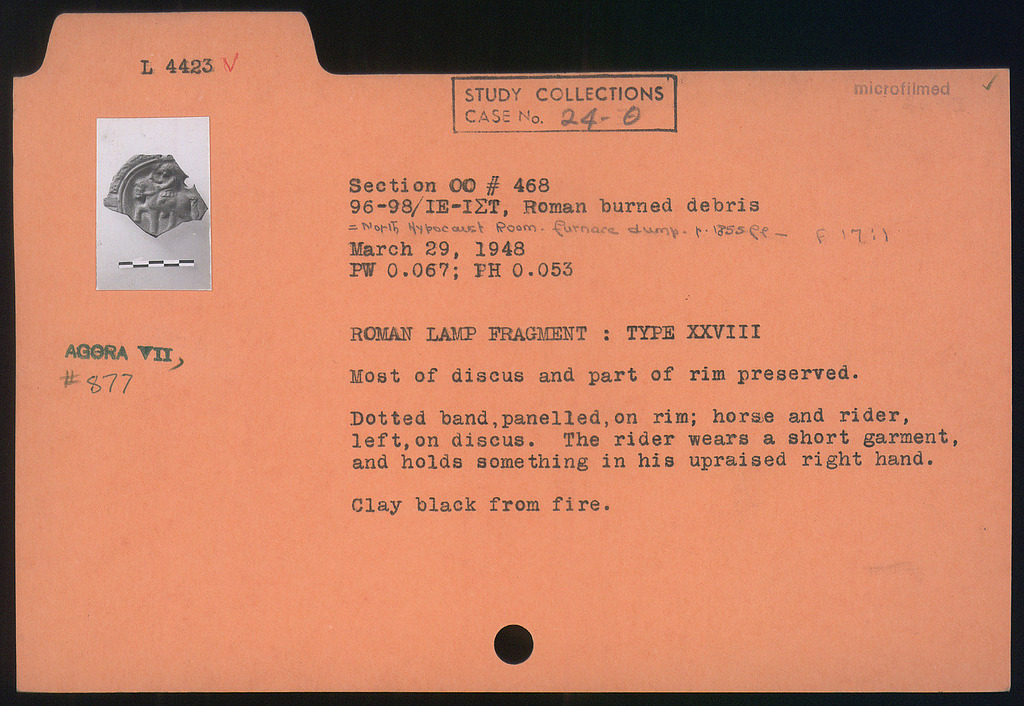 L 4423 √
STUDY COLLECTIONS
CASE No. 24-0
microfilmed ✓
Section OO # 468
96-98/ΙΕ-ΙΣΤ, Roman burned debris
= North Hypocaust Room. furnace dump. p. 1855 ff -
March 29, 1948
PW 0.067; PH 0.053
ROMAN LAMP FRAGMENT : TYPE XXVIII
AGORA VII,
# 877
Most of discus and part of rim preserved.
Dotted band,panelled,on rim; horse and rider,
left,on discus. The rider wears a short garment,
and holds something in his upraised right hand.
Clay black from fire.